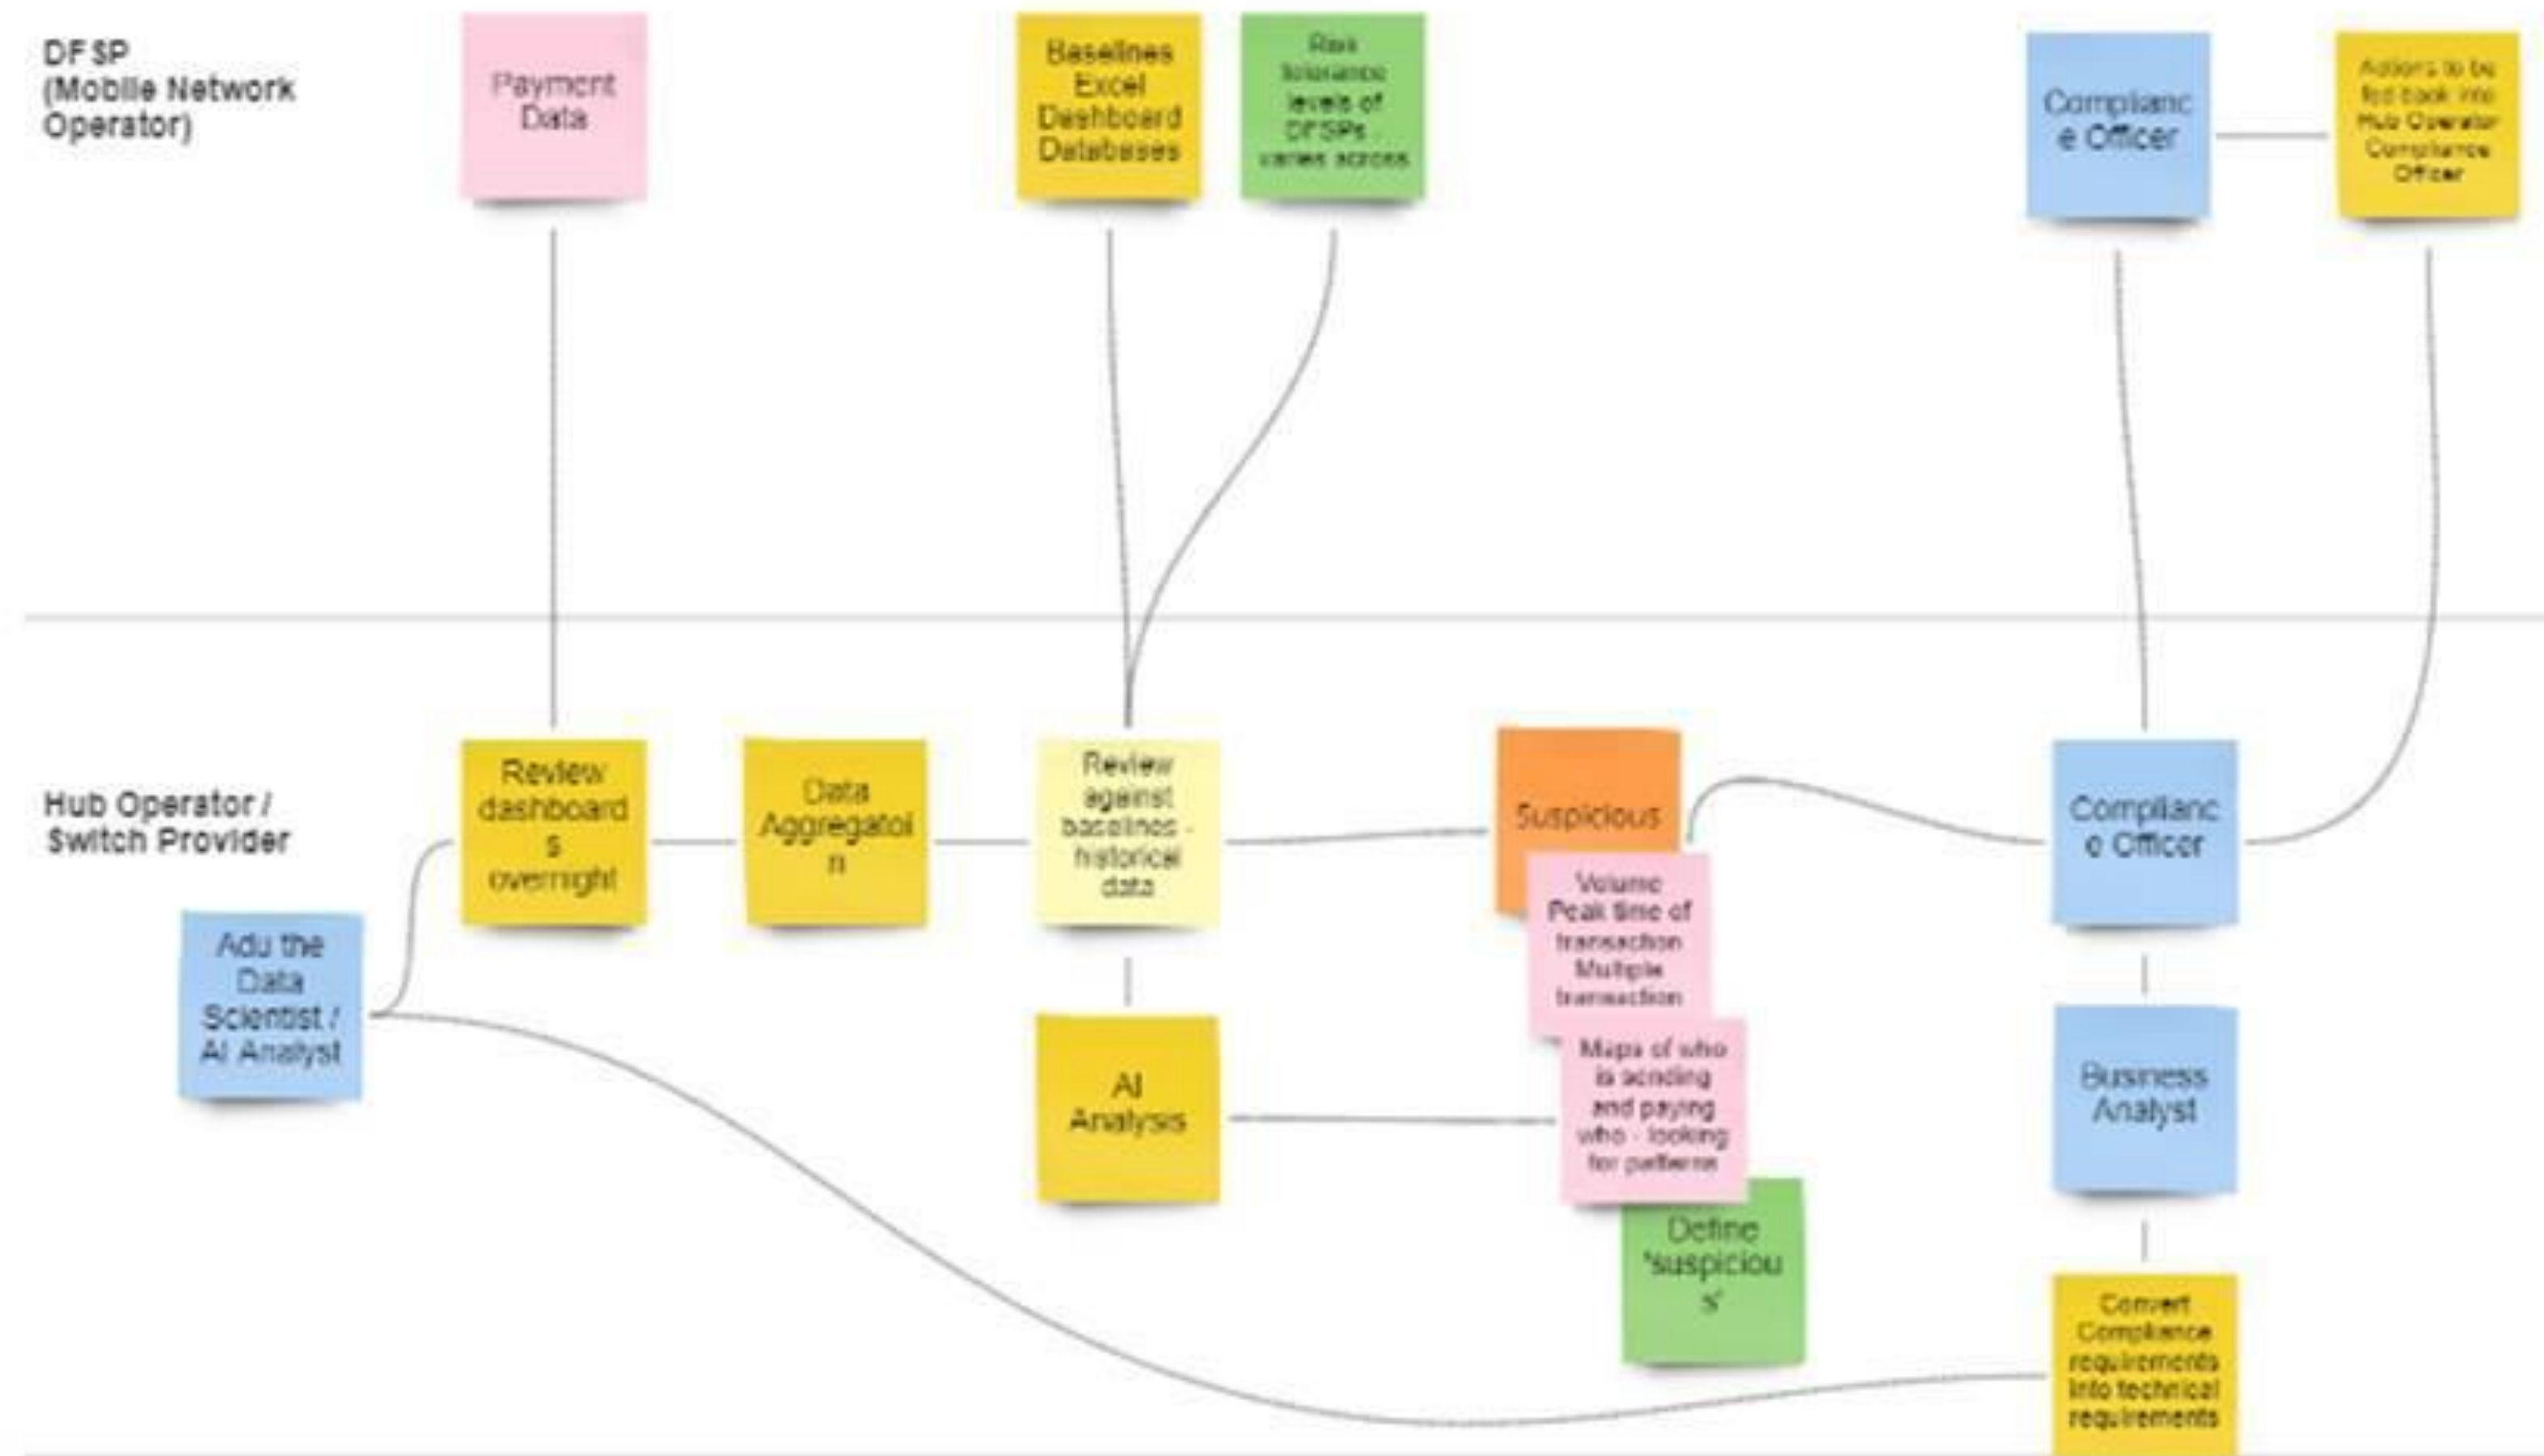 DFSP
(Mobile Network
Operator)
Payment
Data
Baselines
Excel
Dashboard
Databases
Risk
tolerance
levels of
DFSPs -
varies across
Complianc
e Officer
Actions to be
fed back into
Hub Operator
Compliance
Officer
Hub Operator /
Switch Provider
Adu the
Data
Scientist /
AI Analyst
Review
dashboard
s
overnight
Data
Aggregatoi
n
Review
against
baselines -
historical
data
AI
Analysis
Suspicious
Volume
Peak time of
transaction
Multiple
transaction
Maps of who
is sending
and paying
who - looking
for patterns
Define
'suspiciou
s'
Complianc
e Officer
Business
Analyst
Convert
Compliance
requirements
into technical
requirements